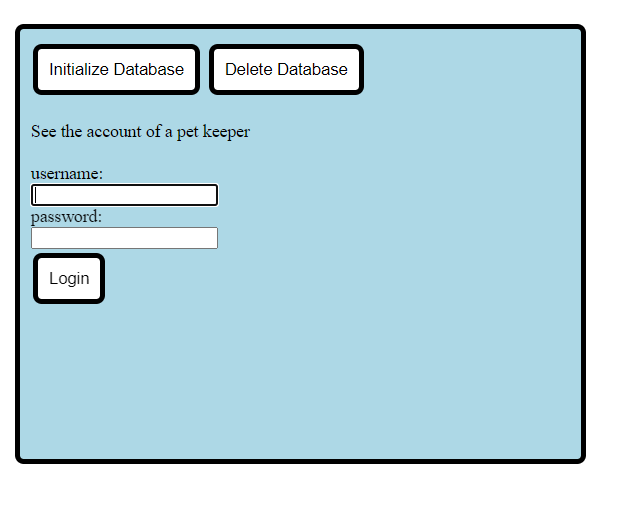 Initialize Database Delete Database
See the account of a pet keeper
username:
password:
Login